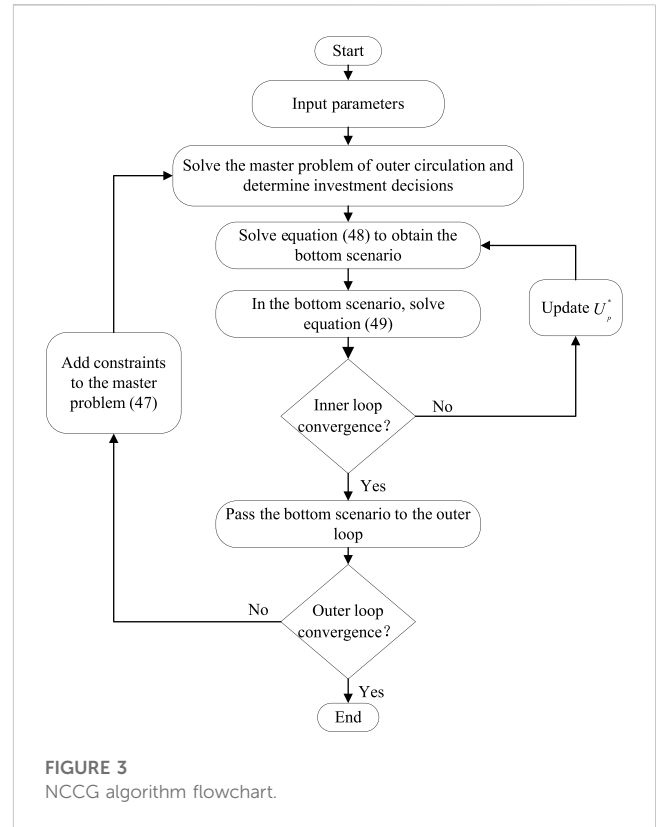 Start
Input parameters
Solve the master problem of outer circulation and
determine investment decisions
Solve equation (48) to obtain the
bottom scenario
In the bottom scenario, solve
equation (49)
Update U_p^*
Add constraints
to the master
problem (47)
Inner loop
convergence？
No
Yes
Pass the bottom scenario to the outer
loop
No
Outer loop
convergence？
Yes
End
FIGURE 3
NCCG algorithm flowchart.